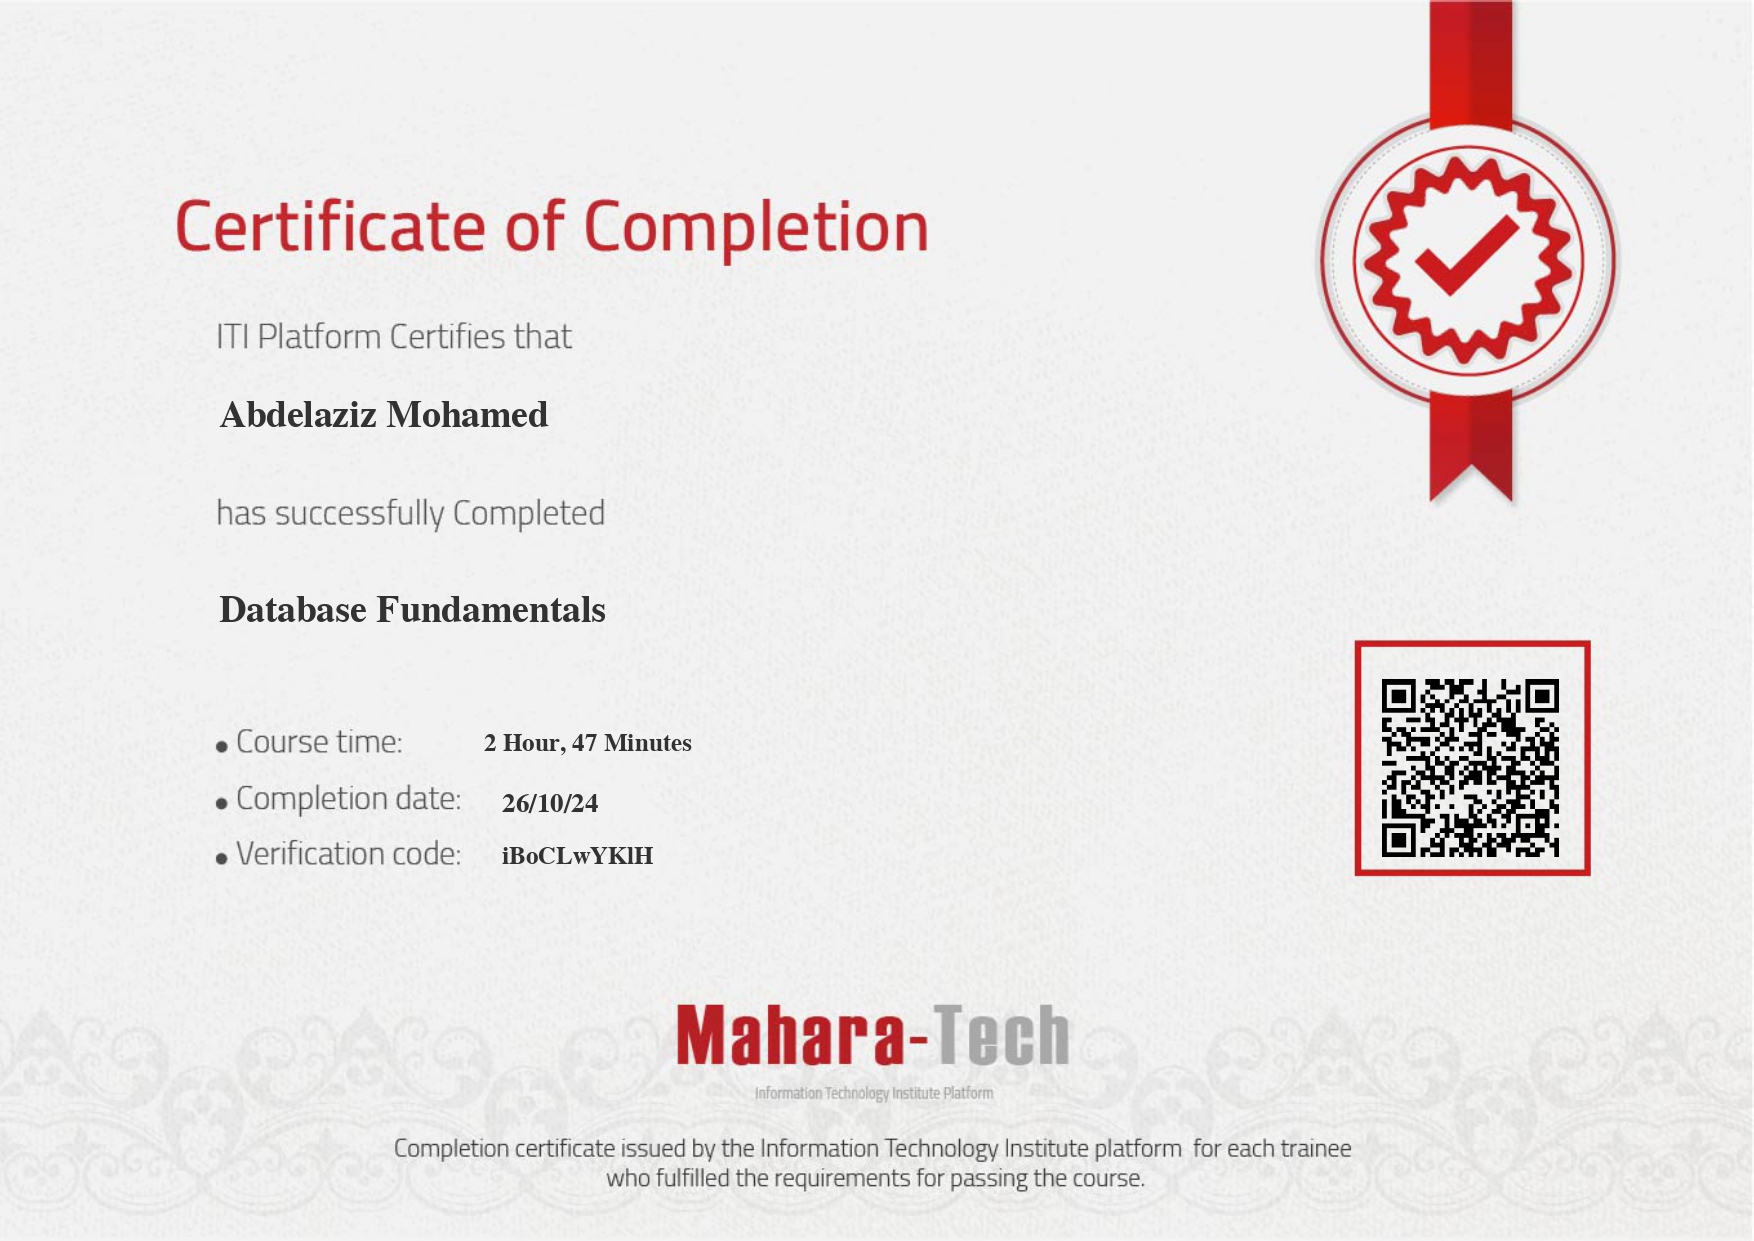 Certificate of Completion
ITI Platform Certifies that
Abdelaziz Mohamed
has successfully Completed
Database Fundamentals
• Course time: 2 Hour, 47 Minutes
• Completion date: 26/10/24
• Verification code: iBoCLwYKlH
Mahara-Tech
Information Technology Institute Platform
Completion certificate issued by the Information Technology Institute platform for each trainee
who fulfilled the requirements for passing the course.